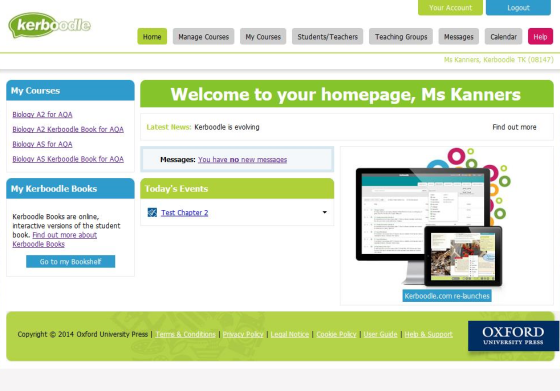 Your Account Logout
kerboodle
Home Manage Courses My Courses Students/Teachers Teaching Groups Messages Calendar Help
Ms Kanners, Kerboodle TK (08147)
My Courses
Biology A2 for AQA
Biology A2 Kerboodle Book for AQA
Biology AS for AQA
Biology AS Kerboodle Book for AQA
My Kerboodle Books
Kerboodle Books are online,
interactive versions of the student
book. Find out more about
Kerboodle Books
Go to my Bookshelf
Welcome to your homepage, Ms Kanners
Latest News: Kerboodle is evolving Find out more
Messages: You have no new messages
Today's Events
Test Chapter 2
Kerboodle.com re-launches
Copyright © 2014 Oxford University Press | Terms & Conditions | Privacy Policy | Legal Notice | Cookie Policy | User Guide | Help & Support
OXFORD
UNIVERSITY PRESS